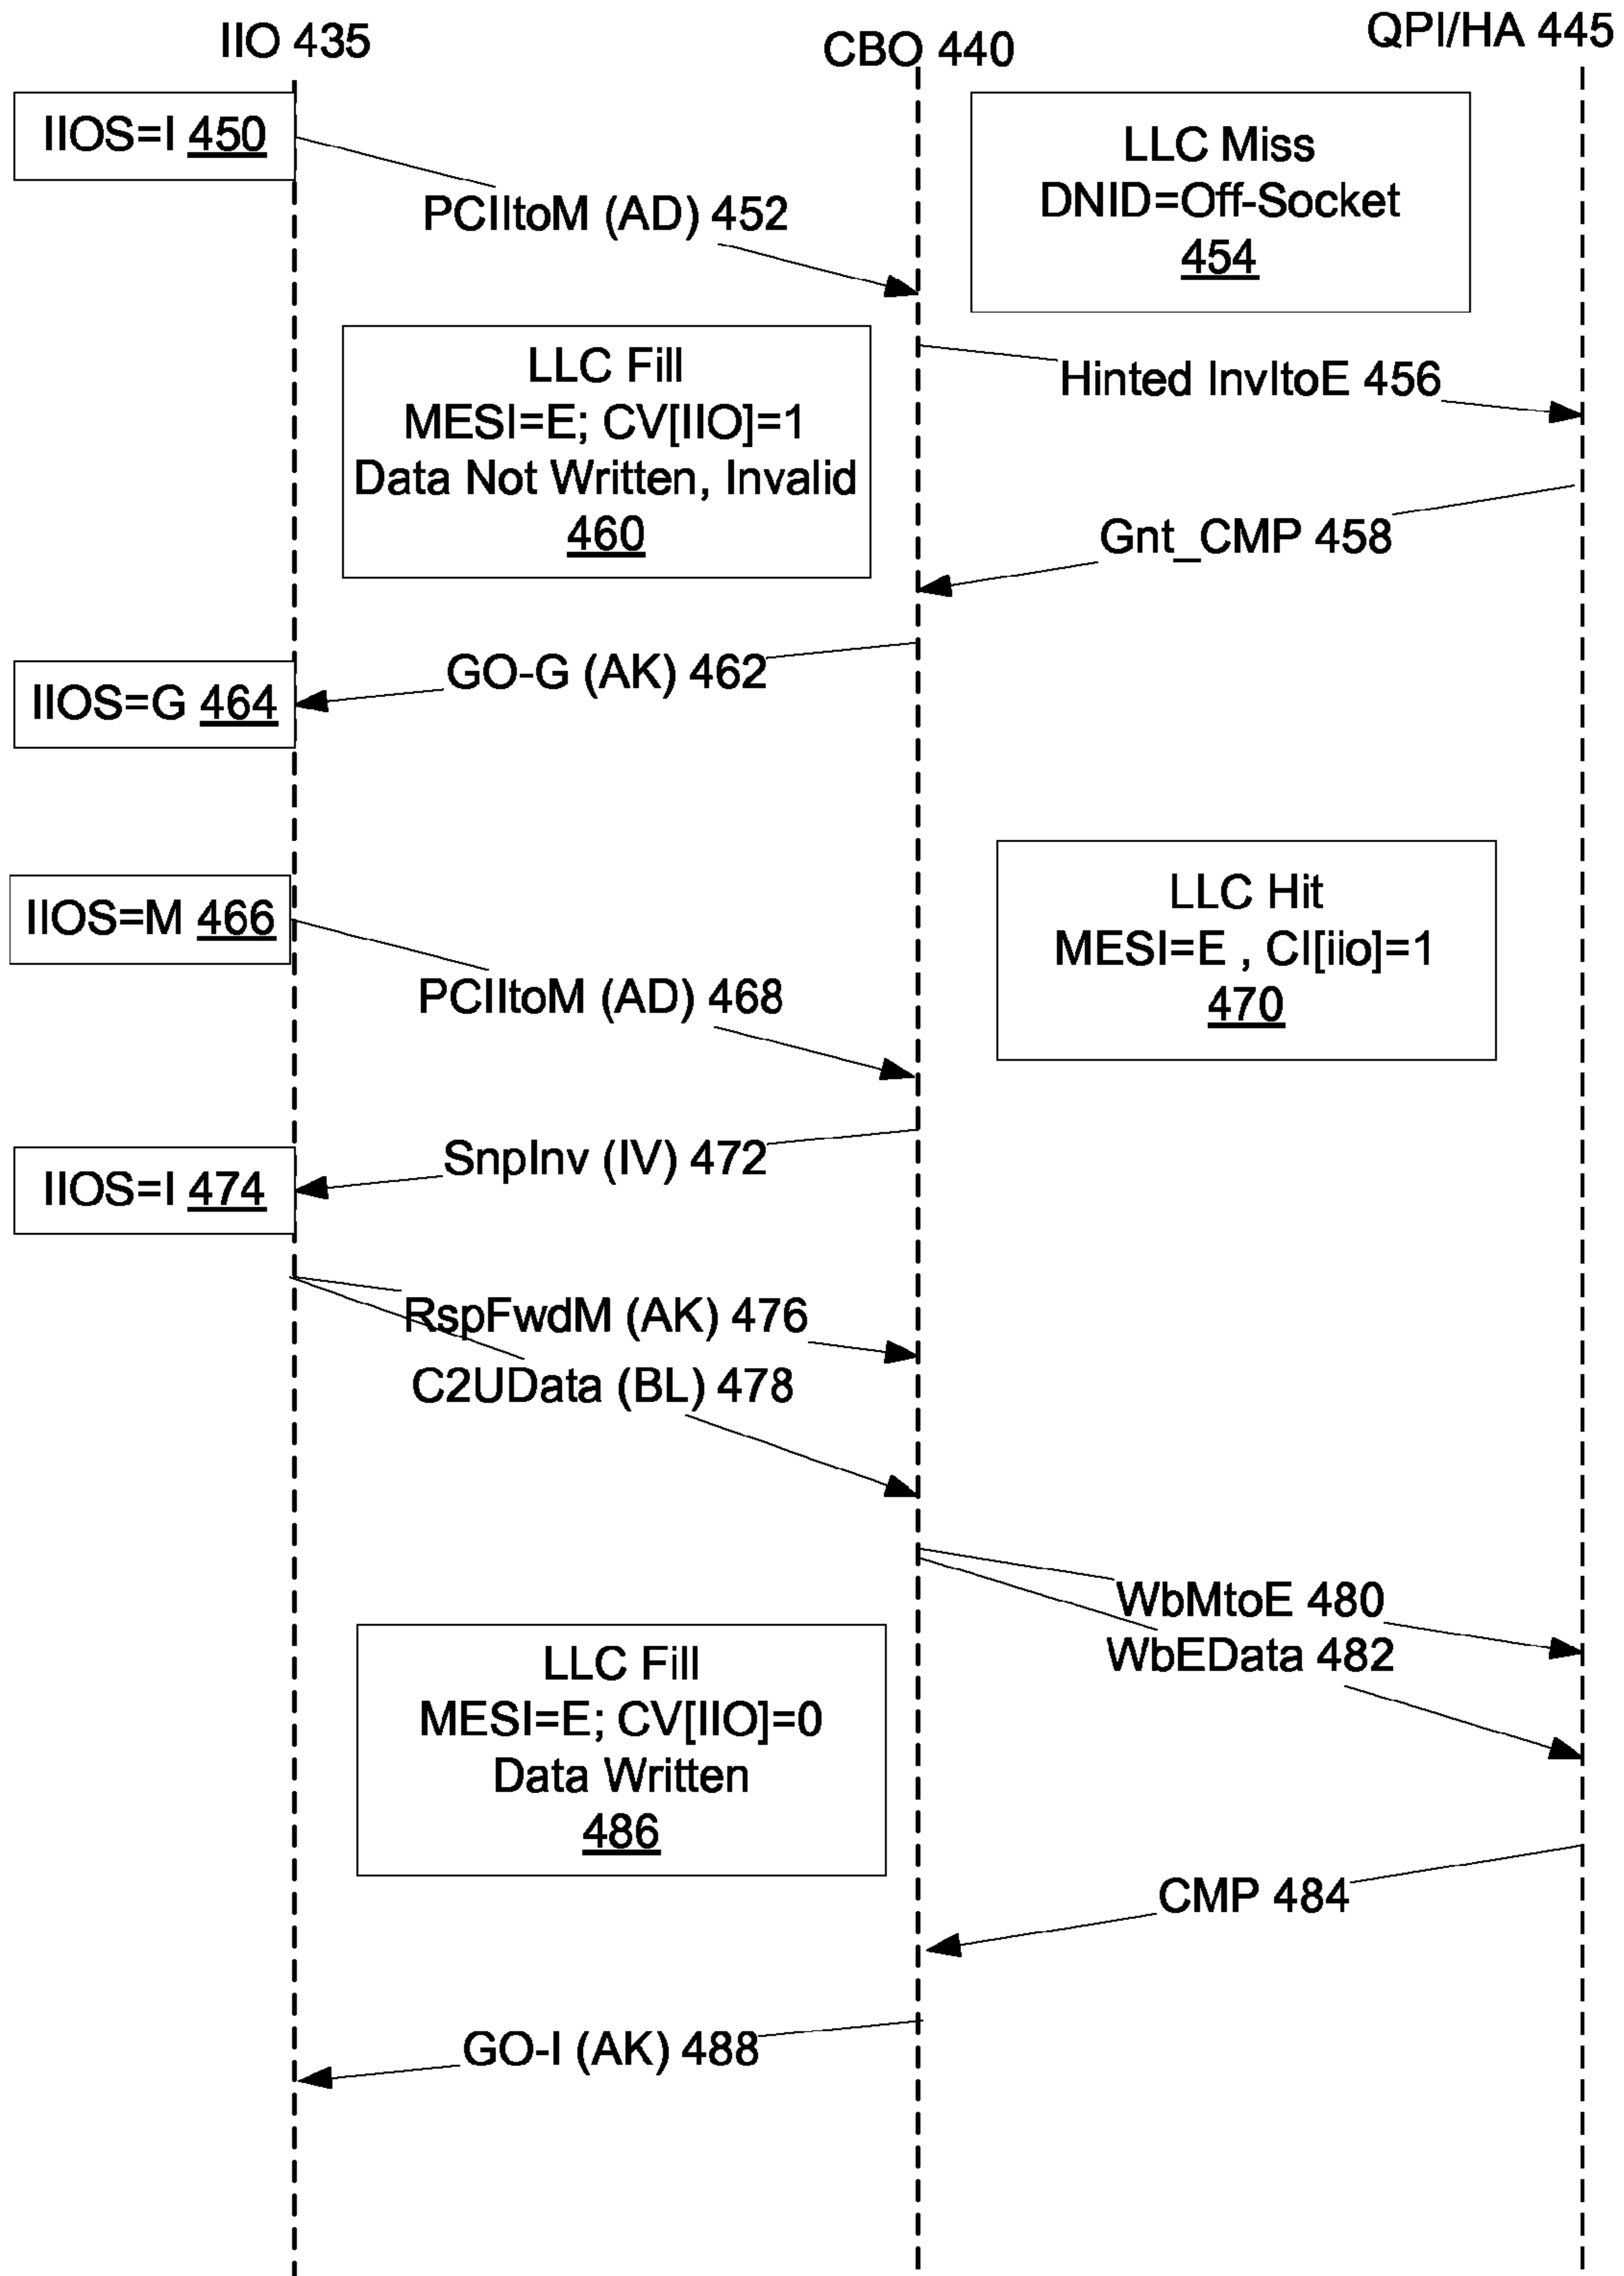 IIO 435
CBO 440
QPI/HA 445
IIOS=I 450
LLC Miss
DNID=Off-Socket
454
PCIItoM (AD) 452
LLC Fill
MESI=E; CV[IIO]=1
Data Not Written, Invalid
460
Hinted InvItoE 456
Gnt_CMP 458
GO-G (AK) 462
IIOS=G 464
LLC Hit
MESI=E , CI[iio]=1
470
IIOS=M 466
PCIItoM (AD) 468
SnpInv (IV) 472
IIOS=I 474
RspFwdM (AK) 476
C2UData (BL) 478
WbMtoE 480
WbEData 482
LLC Fill
MESI=E; CV[IIO]=0
Data Written
486
CMP 484
GO-I (AK) 488